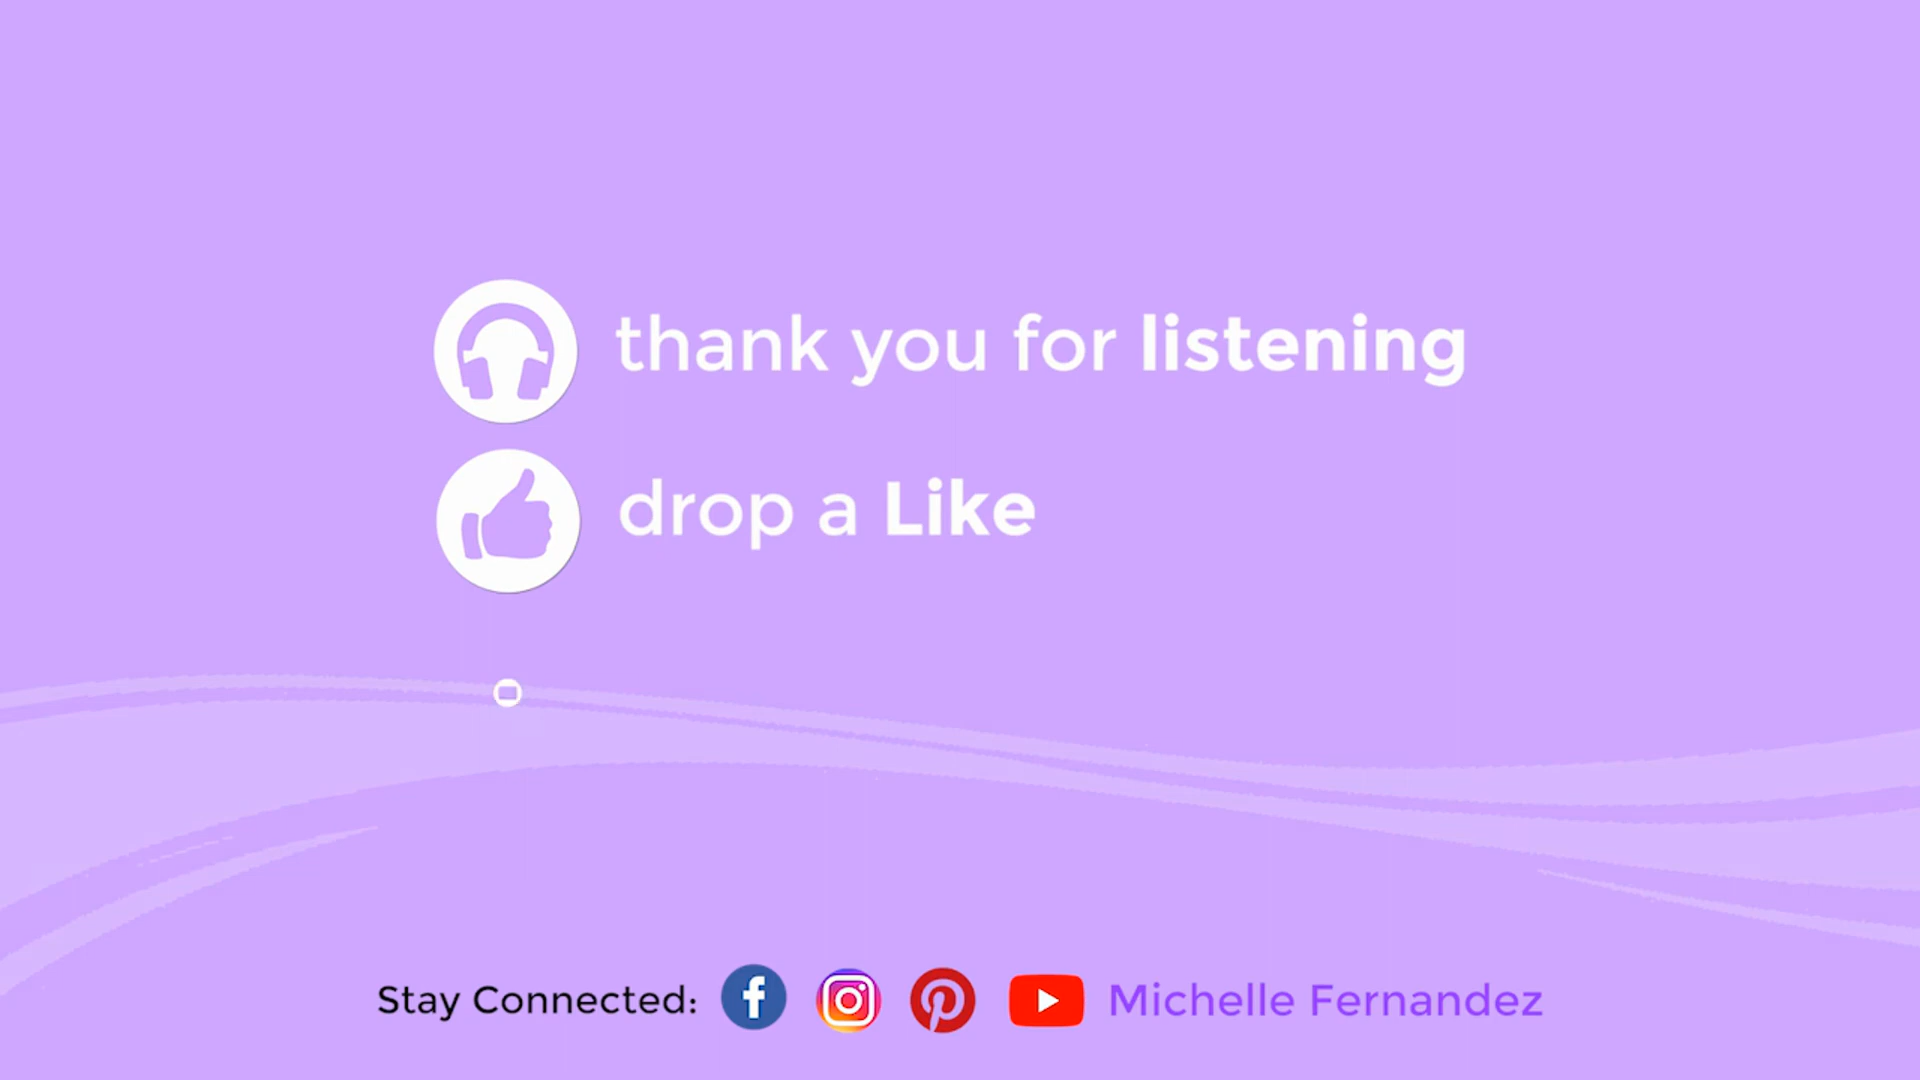 thank you for listening
drop a Like
Stay Connected: Michelle Fernandez